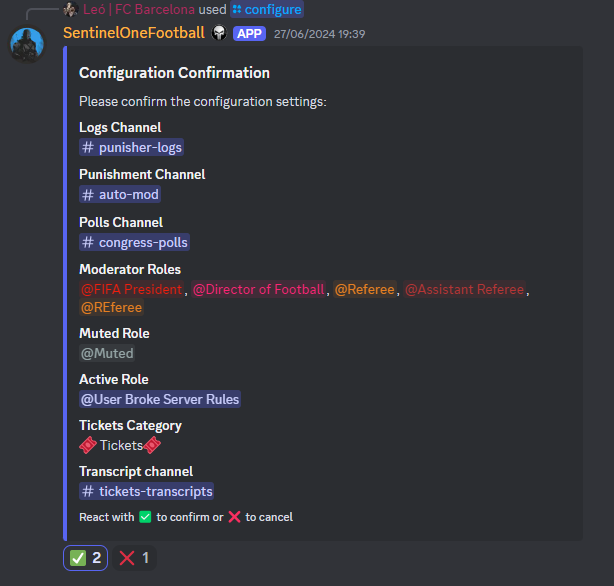 Leó | FC Barcelona used configure
SentinelOneFootball APP 27/06/2024 19:39
Configuration Confirmation
Please confirm the configuration settings:
Logs Channel
# punisher-logs
Punishment Channel
# auto-mod
Polls Channel
# congress-polls
Moderator Roles
@FIFA President, @Director of Football, @Referee, @Assistant Referee,
@REferee
Muted Role
@Muted
Active Role
@User Broke Server Rules
Tickets Category
🎟️ Tickets🎟️
Transcript channel
# tickets-transcripts
React with ✅ to confirm or ❌ to cancel
✅ 2 ❌ 1